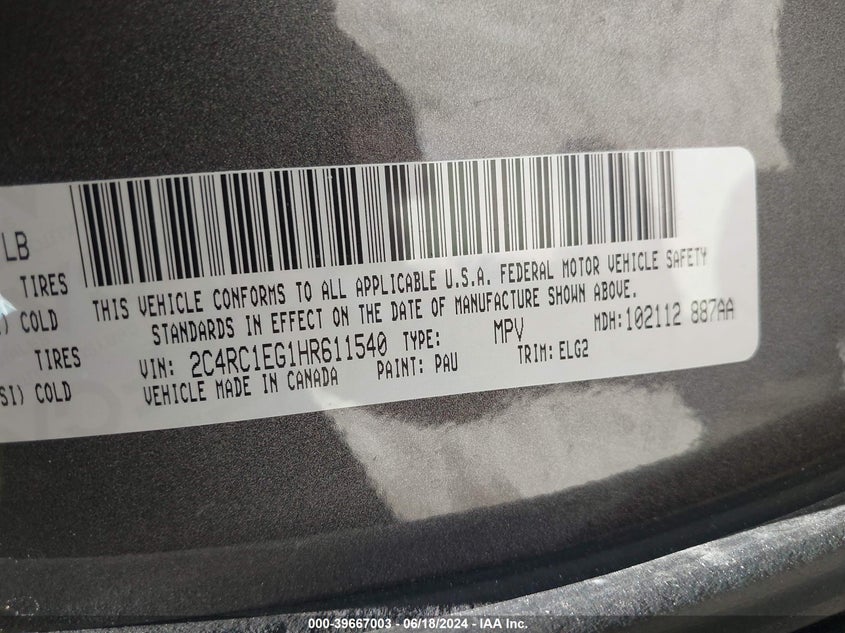 LB
TIRES
) COLD
TIRES
SI) COLD
THIS VEHICLE CONFORMS TO ALL APPLICABLE U.S.A. FEDERAL MOTOR VEHICLE SAFETY
STANDARDS IN EFFECT ON THE DATE OF MANUFACTURE SHOWN ABOVE.
VIN: 2C4RC1EG1HR611540 TYPE: MPV MDH:102112 887AA
VEHICLE MADE IN CANADA PAINT: PAU TRIM: ELG2
000-39667003 - 06/18/2024 - IAA Inc.